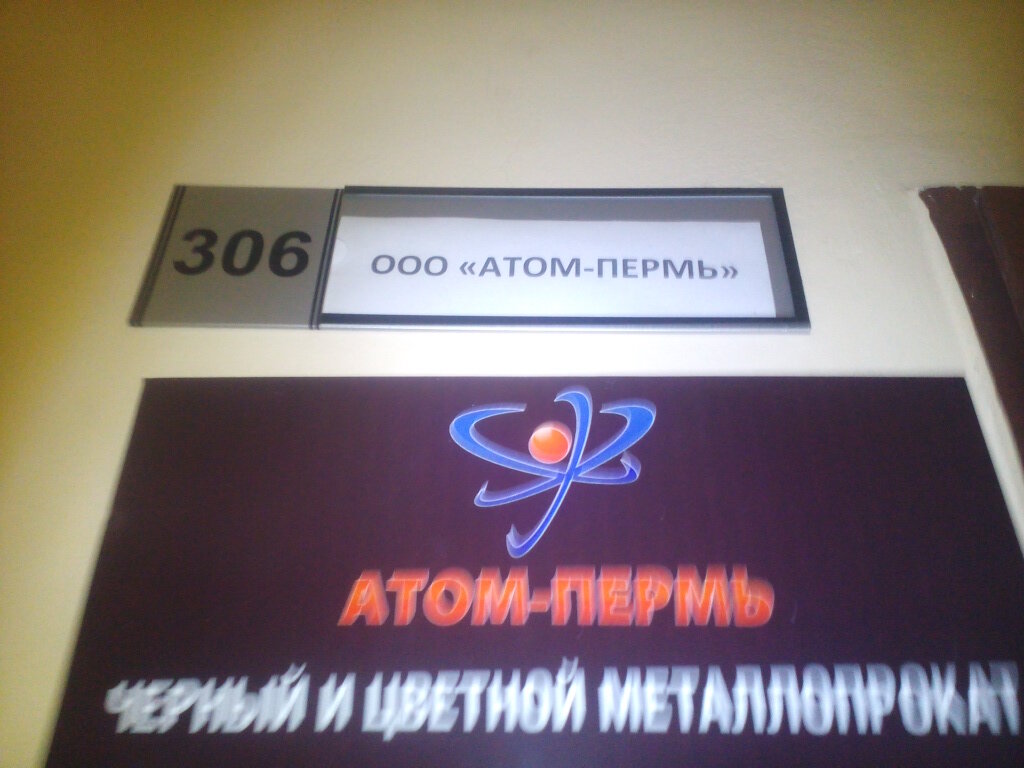 306
ООО «АТОМ-ПЕРМЬ»
АТОМ-ПЕРМЬ
ЧЕРНЫЙ И ЦВЕТНОЙ МЕТАЛЛОПРОКАТ